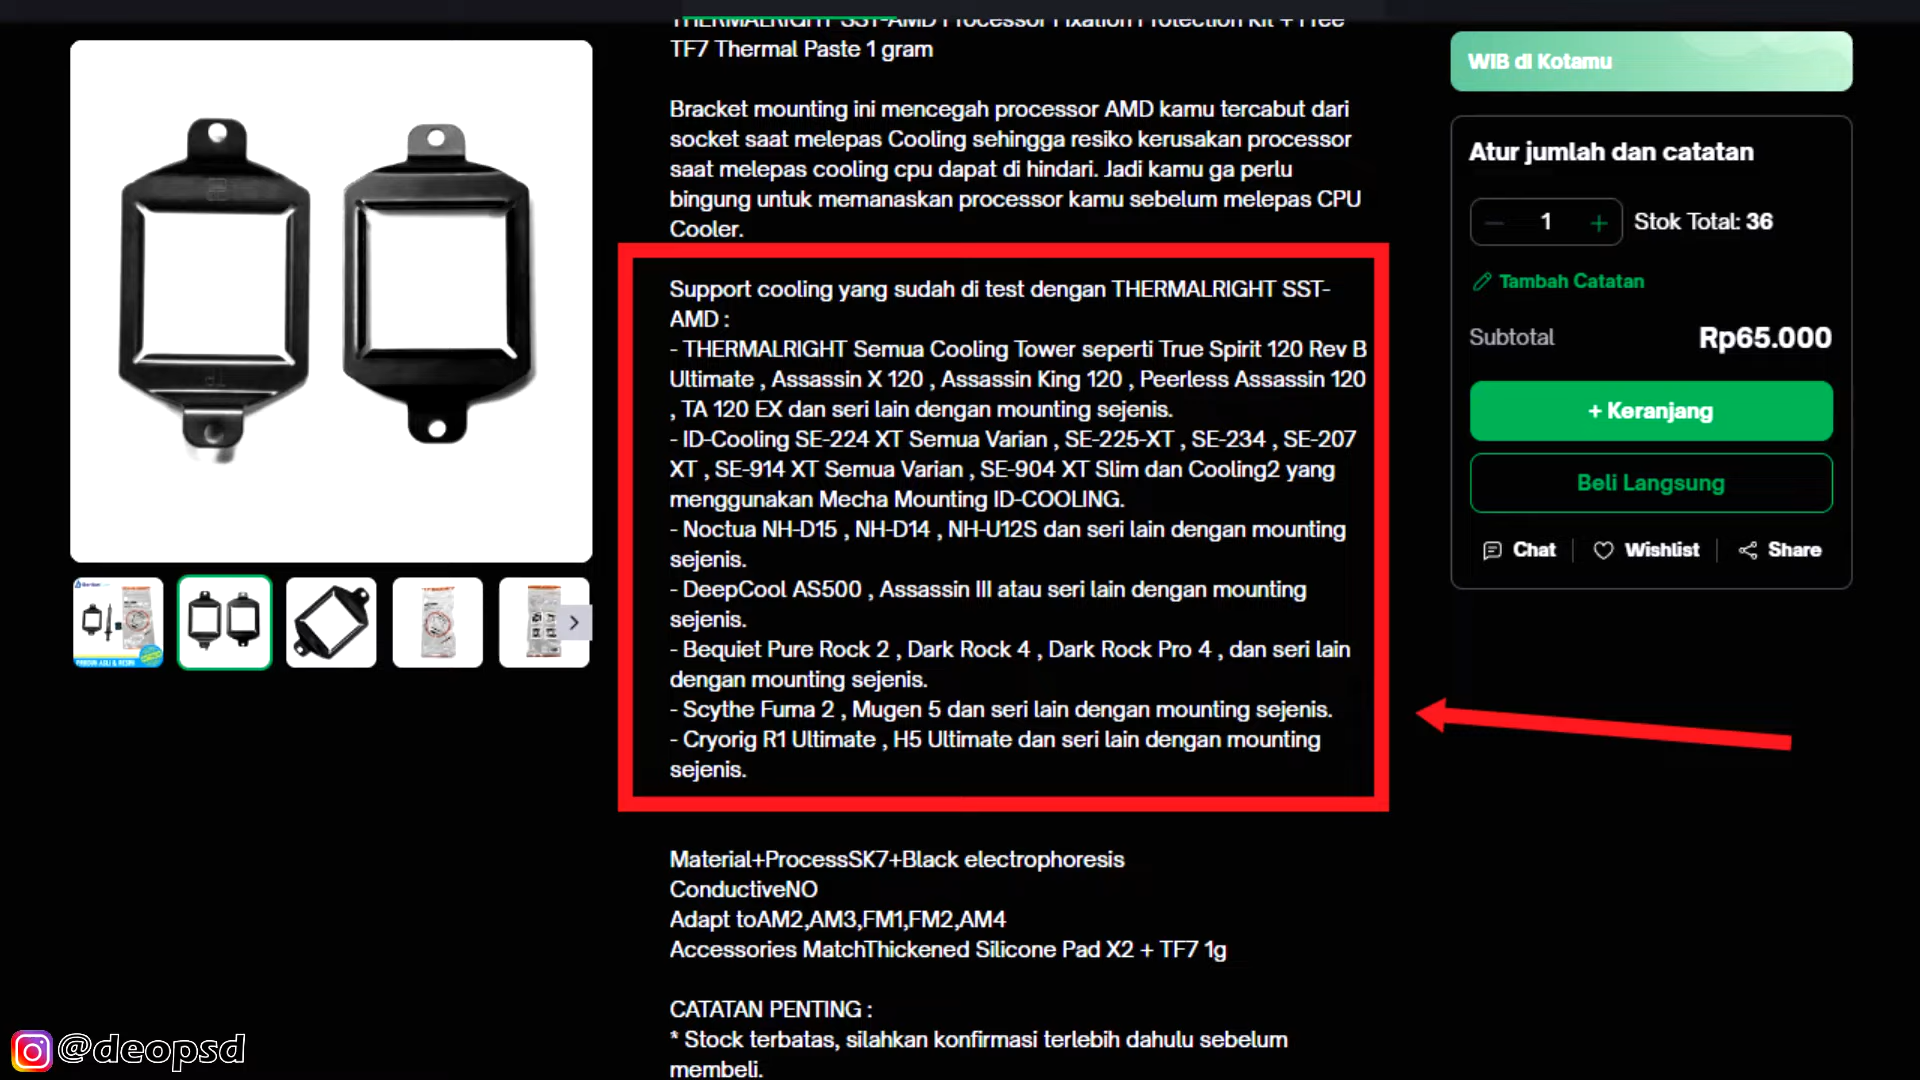 THERMALRIGHT SST-AMD Processor Fixation Protection Kit + Free
TF7 Thermal Paste 1 gram
Bracket mounting ini mencegah processor AMD kamu tercabut dari
socket saat melepas Cooling sehingga resiko kerusakan processor
saat melepas cooling cpu dapat di hindari. Jadi kamu ga perlu
bingung untuk memanaskan processor kamu sebelum melepas CPU
Cooler.
Support cooling yang sudah di test dengan THERMALRIGHT SST-
AMD :
- THERMALRIGHT Semua Cooling Tower seperti True Spirit 120 Rev B
Ultimate , Assassin X 120 , Assassin King 120 , Peerless Assassin 120
, TA 120 EX dan seri lain dengan mounting sejenis.
- ID-Cooling SE-224 XT Semua Varian , SE-225-XT , SE-234 , SE-207
XT , SE-914 XT Semua Varian , SE-904 XT Slim dan Cooling2 yang
menggunakan Mecha Mounting ID-COOLING.
- Noctua NH-D15 , NH-D14 , NH-U12S dan seri lain dengan mounting
sejenis.
- DeepCool AS500 , Assassin III atau seri lain dengan mounting
sejenis.
- Bequiet Pure Rock 2 , Dark Rock 4 , Dark Rock Pro 4 , dan seri lain
dengan mounting sejenis.
- Scythe Fuma 2 , Mugen 5 dan seri lain dengan mounting sejenis.
- Cryorig R1 Ultimate , H5 Ultimate dan seri lain dengan mounting
sejenis.
Material+ProcessSK7+Black electrophoresis
ConductiveNO
Adapt toAM2,AM3,FM1,FM2,AM4
Accessories MatchThickened Silicone Pad X2 + TF7 1g
CATATAN PENTING :
* Stock terbatas, silahkan konfirmasi terlebih dahulu sebelum
membeli.
WIB di Kotamu
Atur jumlah dan catatan
1
Stok Total: 36
Tambah Catatan
Subtotal
Rp65.000
+ Keranjang
Beli Langsung
Chat
Wishlist
Share
@deopsd